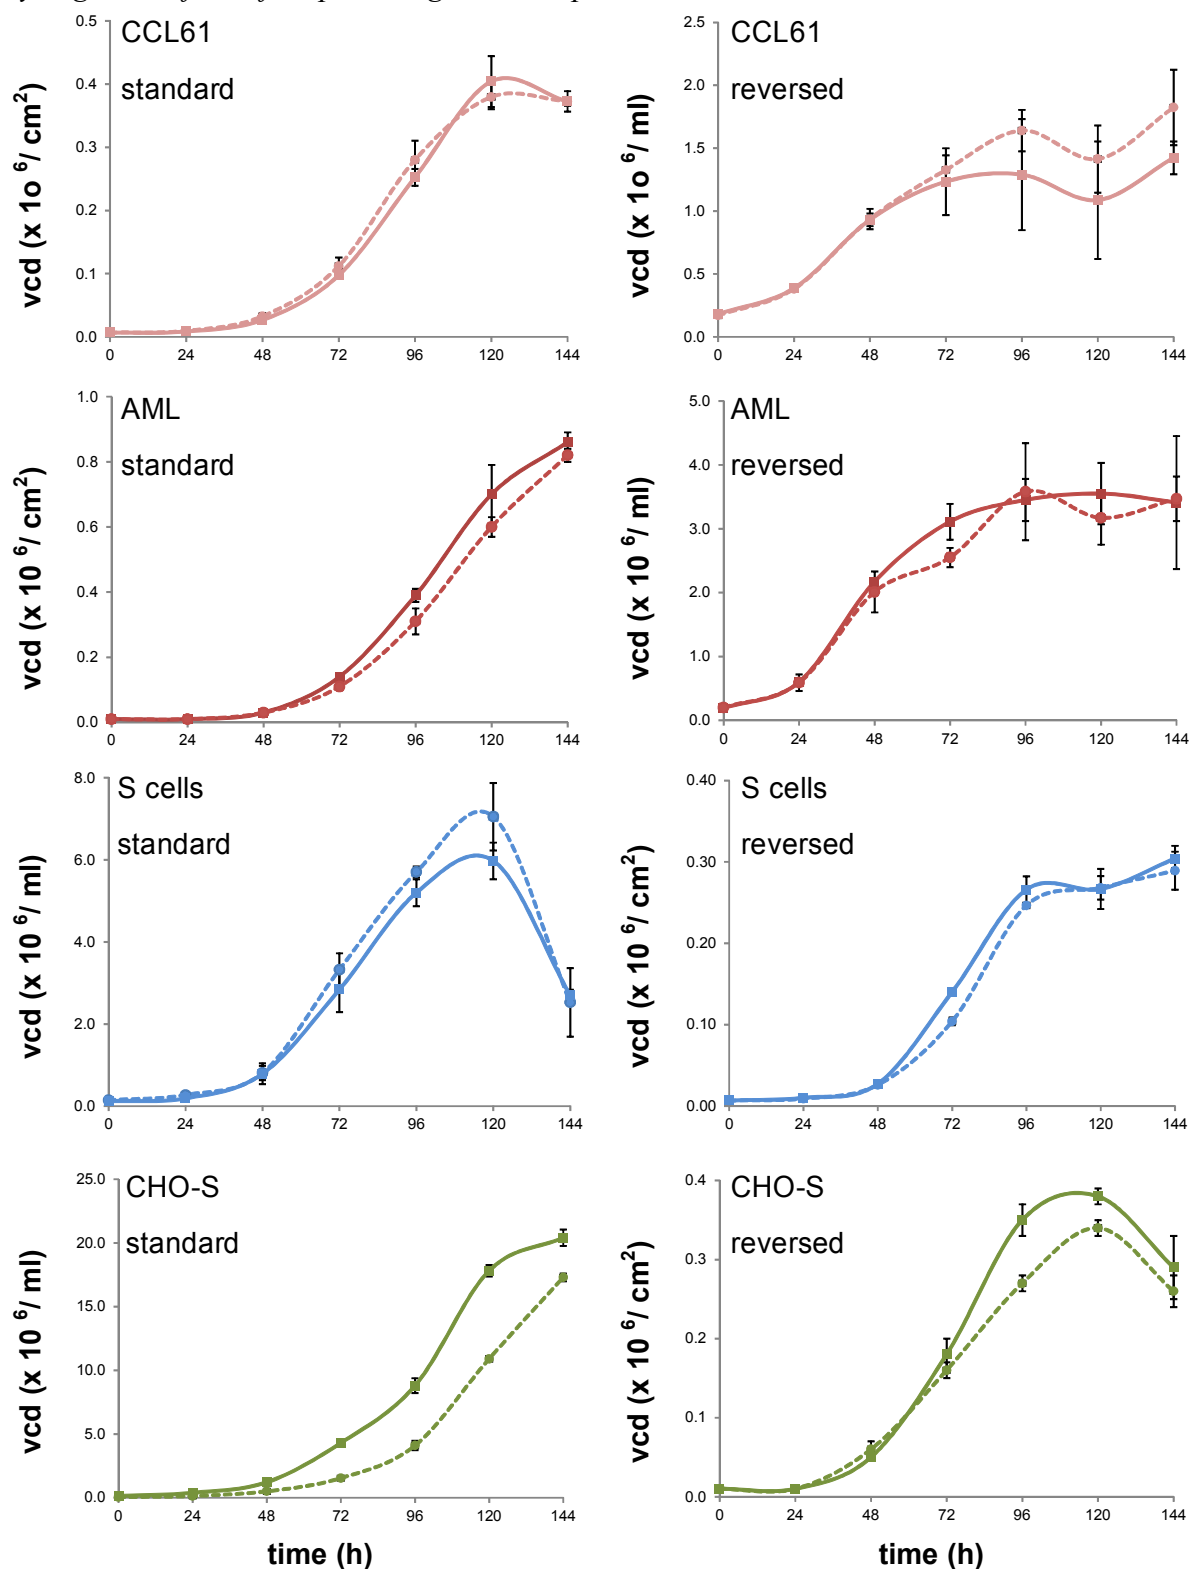 CCL61
standard
vcd (x 1o 6/ cm2)
0.5
0.4
0.3
0.2
0.1
0.0
0 24 48 72 96 120 144
CCL61
reversed
vcd (x 1o 6/ ml)
2.5
2.0
1.5
1.0
0.5
0.0
0 24 48 72 96 120 144
AML
standard
vcd (x 10 6/ cm2)
1.0
0.8
0.6
0.4
0.2
0.0
0 24 48 72 96 120 144
AML
reversed
vcd (x 10 6/ ml)
5.0
4.0
3.0
2.0
1.0
0.0
0 24 48 72 96 120 144
S cells
standard
vcd (x 10 6/ ml)
8.0
6.0
4.0
2.0
0.0
0 24 48 72 96 120 144
S cells
reversed
vcd (x 10 6/ cm2)
0.40
0.30
0.20
0.10
0.00
0 24 48 72 96 120 144
CHO-S
standard
vcd (x 10 6/ ml)
25.0
20.0
15.0
10.0
5.0
0.0
0 24 48 72 96 120 144
time (h)
CHO-S
reversed
vcd (x 10 6/ cm2)
0.4
0.3
0.2
0.1
0.0
0 24 48 72 96 120 144
time (h)